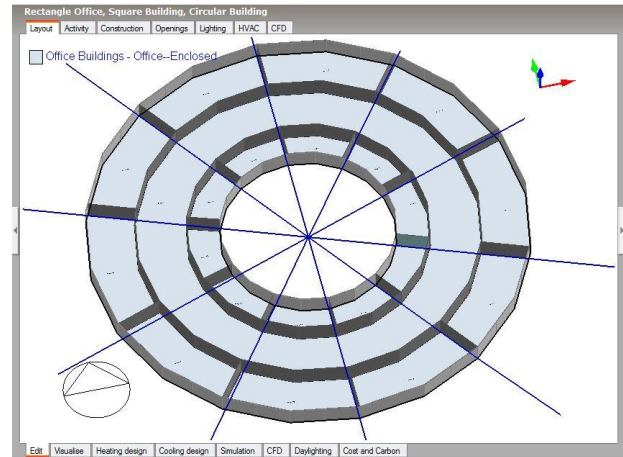 Rectangle Office, Square Building, Circular Building
Layout Activity Construction Openings Lighting HVAC CFD
Office Buildings - Office--Enclosed
Edit Visualise Heating design Cooling design Simulation CFD Daylighting Cost and Carbon